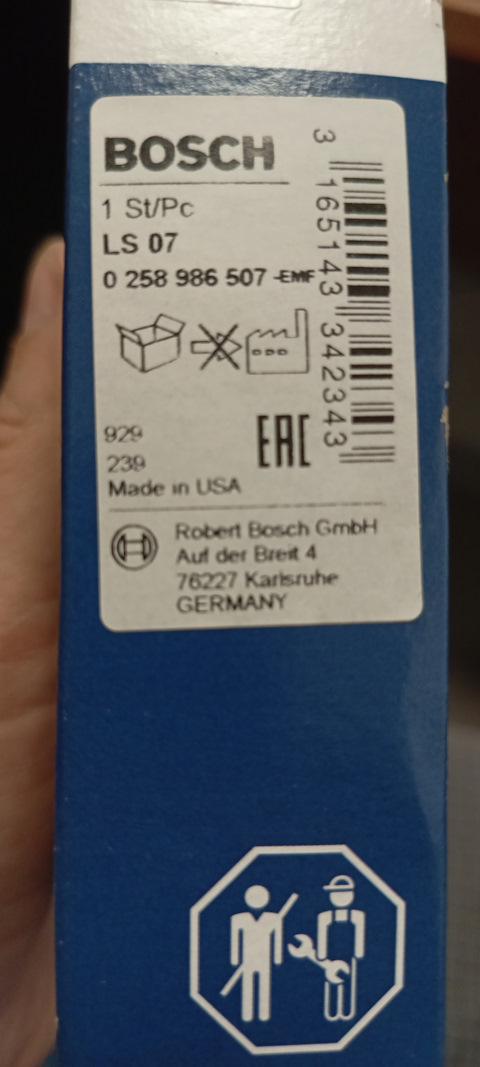 BOSCH
1 St/Pc
LS 07
0 258 986 507 -EMF
3 165143 342343
929
239
EAC
Made in USA
Robert Bosch GmbH
Auf der Breit 4
76227 Karlsruhe
GERMANY